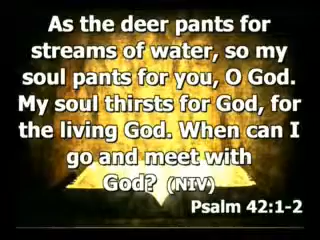 As the deer pants for
streams of water, so my
soul pants for you, O God.
My soul thirsts for God, for
the living God. When can I
go and meet with
God? (NIV)
Psalm 42:1-2